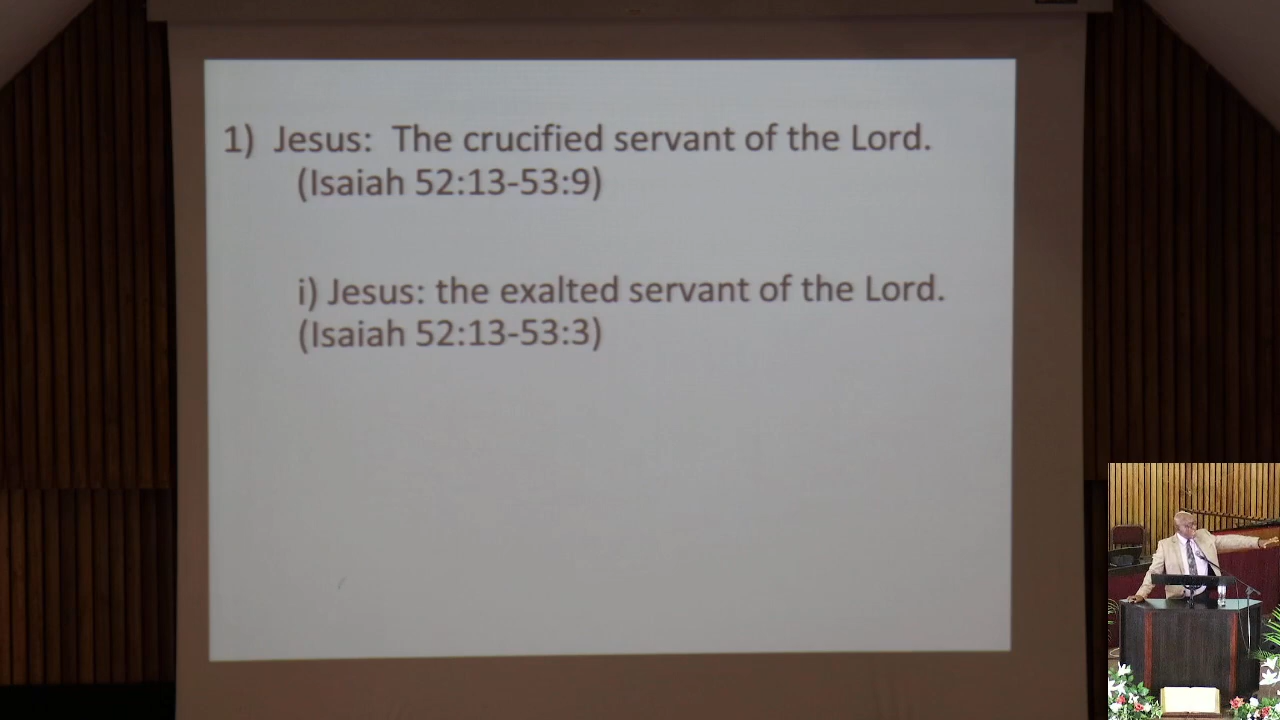 1) Jesus: The crucified servant of the Lord.
(Isaiah 52:13-53:9)
i) Jesus: the exalted servant of the Lord.
(Isaiah 52:13-53:3)